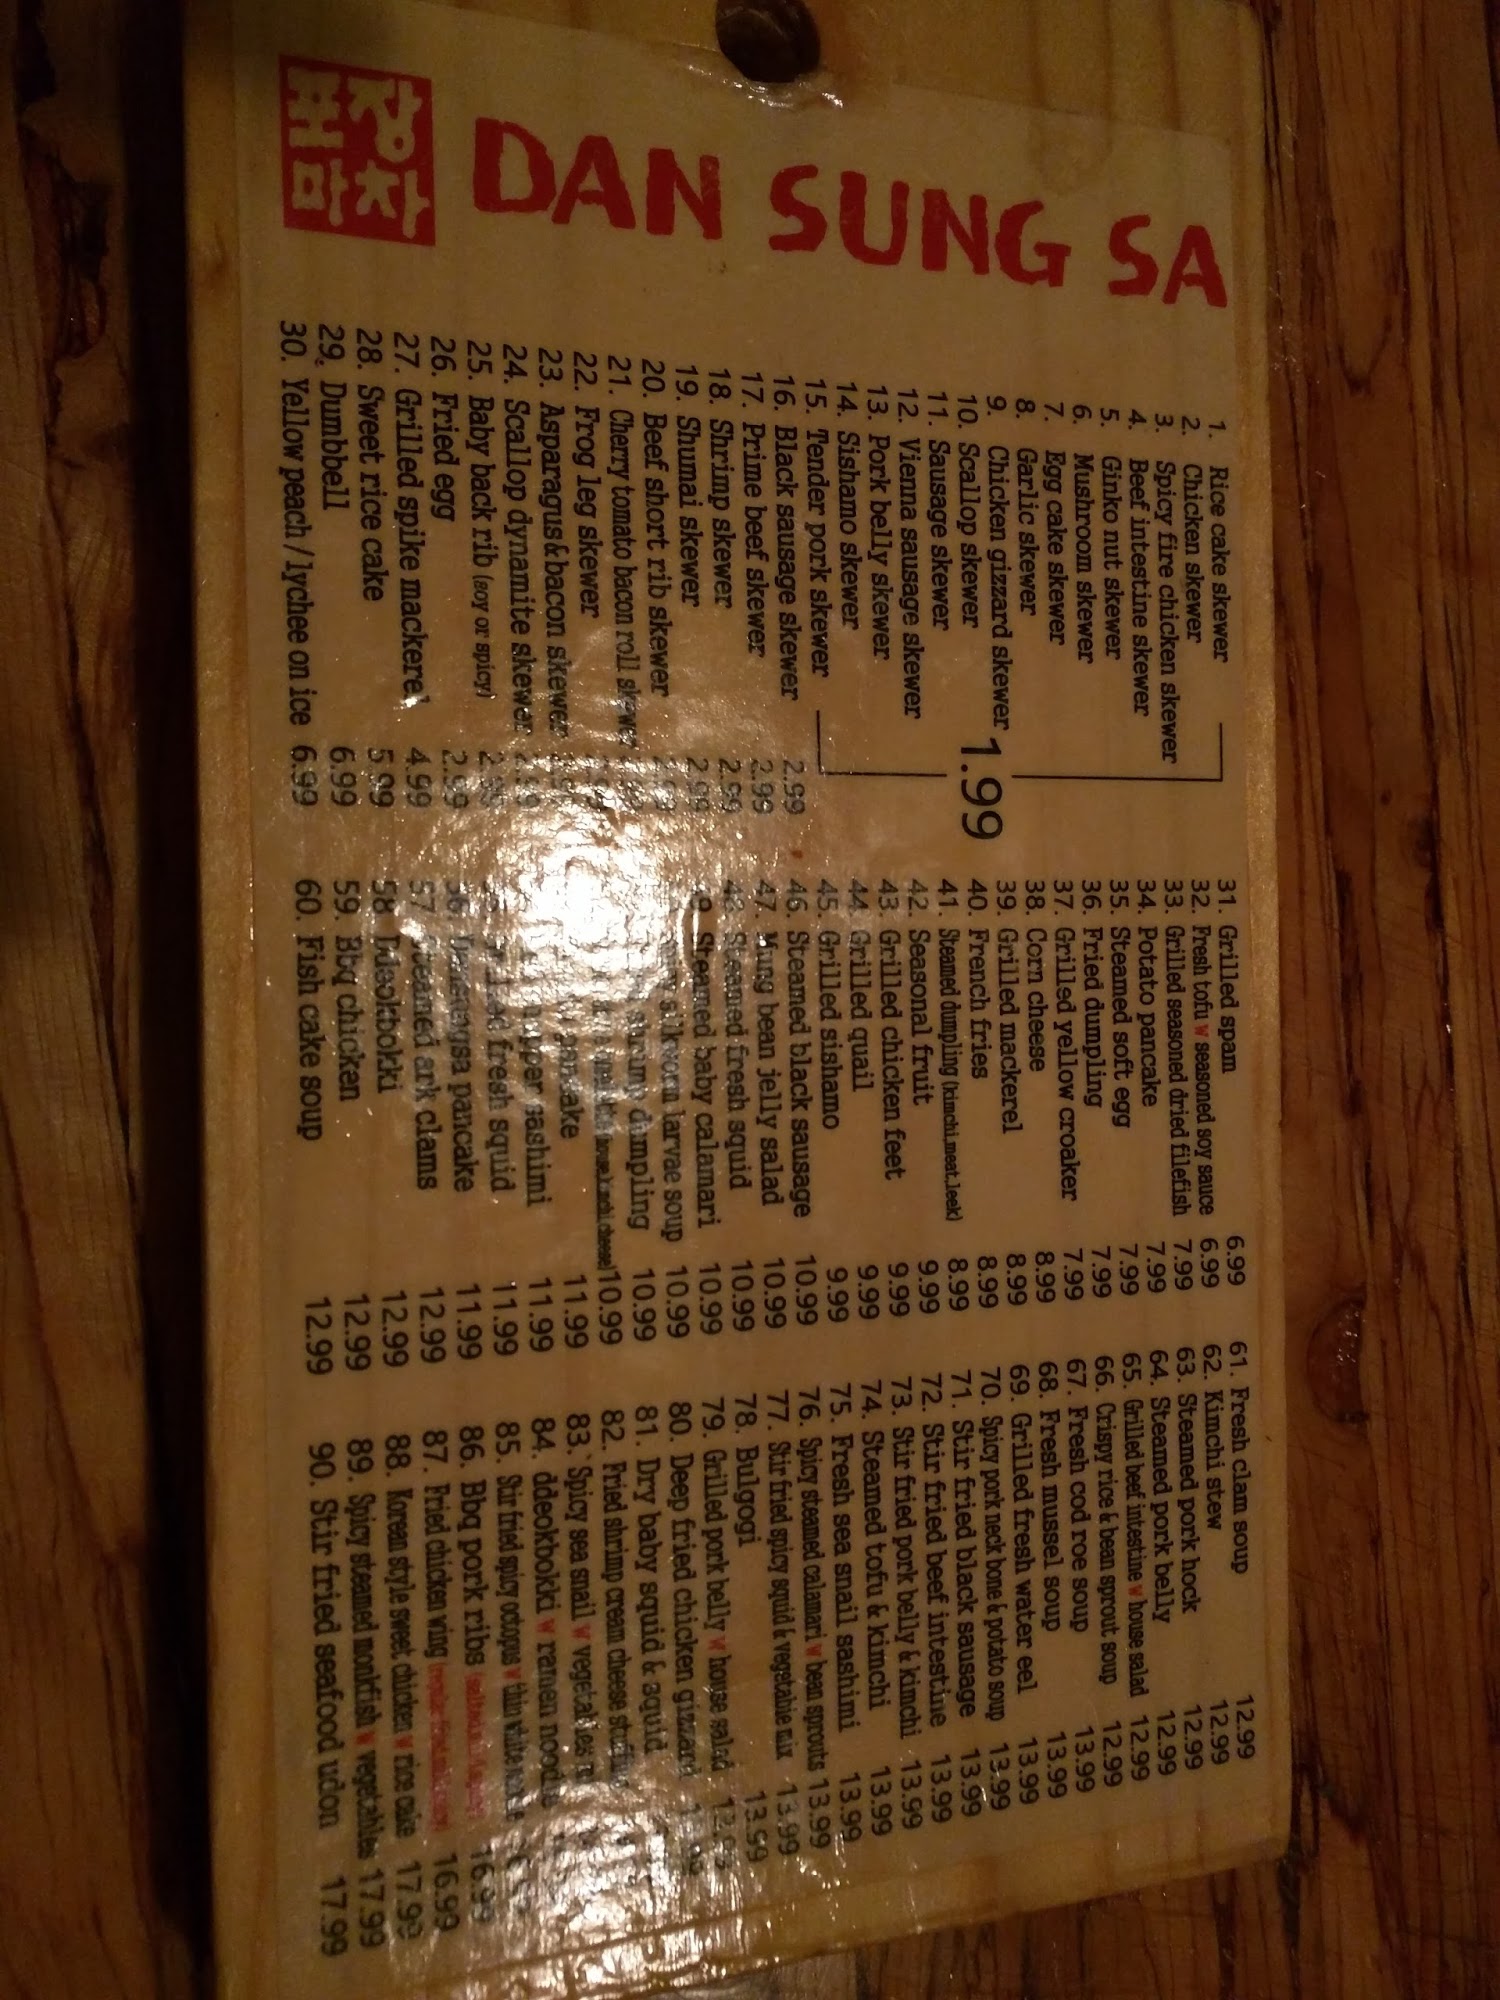 DAN SUNG SA
1. Rice cake skewer
2. Chicken skewer
3. Spicy fire chicken skewer
4. Beef intestine skewer
5. Ginko nut skewer
6. Mushroom skewer
7. Egg cake skewer
8. Garlic skewer
9. Chicken gizzard skewer 1.99
10. Scallop skewer
11. Sausage skewer
12. Vienna sausage skewer
13. Pork belly skewer
14. Sishamo skewer
15. Tender pork skewer
16. Black sausage skewer 2.99
17. Prime beef skewer 2.99
18. Shrimp skewer 2.99
19. Shumai skewer 2.99
20. Beef short rib skewer
21. Cherry tomato bacon roll skewer
22. Frog leg skewer
23. Asparagus & bacon skewer
24. Scallop dynamite skewer
25. Baby back rib (soy or spicy)
26. Fried egg 2.99
27. Grilled spike mackerel 4.99
28. Sweet rice cake 5.99
29. Dumbbell 6.99
30. Yellow peach / lychee on ice 6.99
31. Grilled spam 6.99
32. Fresh tofu w seasoned soy sauce 6.99
33. Grilled seasoned dried filefish 7.99
34. Potato pancake 7.99
35. Steamed soft egg 7.99
36. Fried dumpling 7.99
37. Grilled yellow croaker 7.99
38. Corn cheese 8.99
39. Grilled mackerel 8.99
40. French fries 8.99
41. Steamed dumpling (kimchi,meat,leek) 8.99
42. Seasonal fruit 9.99
43. Grilled chicken feet 9.99
44. Grilled quail 9.99
45. Grilled sishamo 9.99
46. Steamed black sausage 10.99
47. Mung bean jelly salad 10.99
48. Steamed fresh squid 10.99
49. Steamed baby calamari 10.99
silkworm larvae soup 10.99
shrimp dumpling 10.99
10.99
pancake 11.99
sashimi 11.99
fresh squid 11.99
56. Dansungsa pancake 11.99
57. Steamed ark clams 12.99
58. Ddeokbokki 12.99
59. Bbq chicken 12.99
60. Fish cake soup 12.99
61. Fresh clam soup 12.99
62. Kimchi stew 12.99
63. Steamed pork hock 12.99
64. Steamed pork belly 12.99
65. Grilled beef intestine w house salad 12.99
66. Crispy rice & bean sprout soup 12.99
67. Fresh cod roe soup 13.99
68. Fresh mussel soup 13.99
69. Grilled fresh water eel 13.99
70. Spicy pork neck bone & potato soup 13.99
71. Stir fried black sausage 13.99
72. Stir fried beef intestine 13.99
73. Stir fried pork belly & kimchi 13.99
74. Steamed tofu & kimchi 13.99
75. Fresh sea snail sashimi 13.99
76. Spicy steamed calamari w bean sprouts 13.99
77. Stir fried spicy squid & vegetable mix 13.99
78. Bulgogi 13.99
79. Grilled pork belly w house salad
80. Deep fried chicken gizzard
81. Dry baby squid & squid
82. Fried shrimp cream cheese
83. Spicy sea snail w vegetables
84. ddeokbokki w ramen noodle
85. Stir fried spicy octopus w thin white
86. Bbq pork ribs 16.99
87. Fried chicken wing 16.99
88. Korean style sweet chicken w rice cake 17.99
89. Spicy steamed monkfish w vegetables 17.99
90. Stir fried seafood udon 17.99